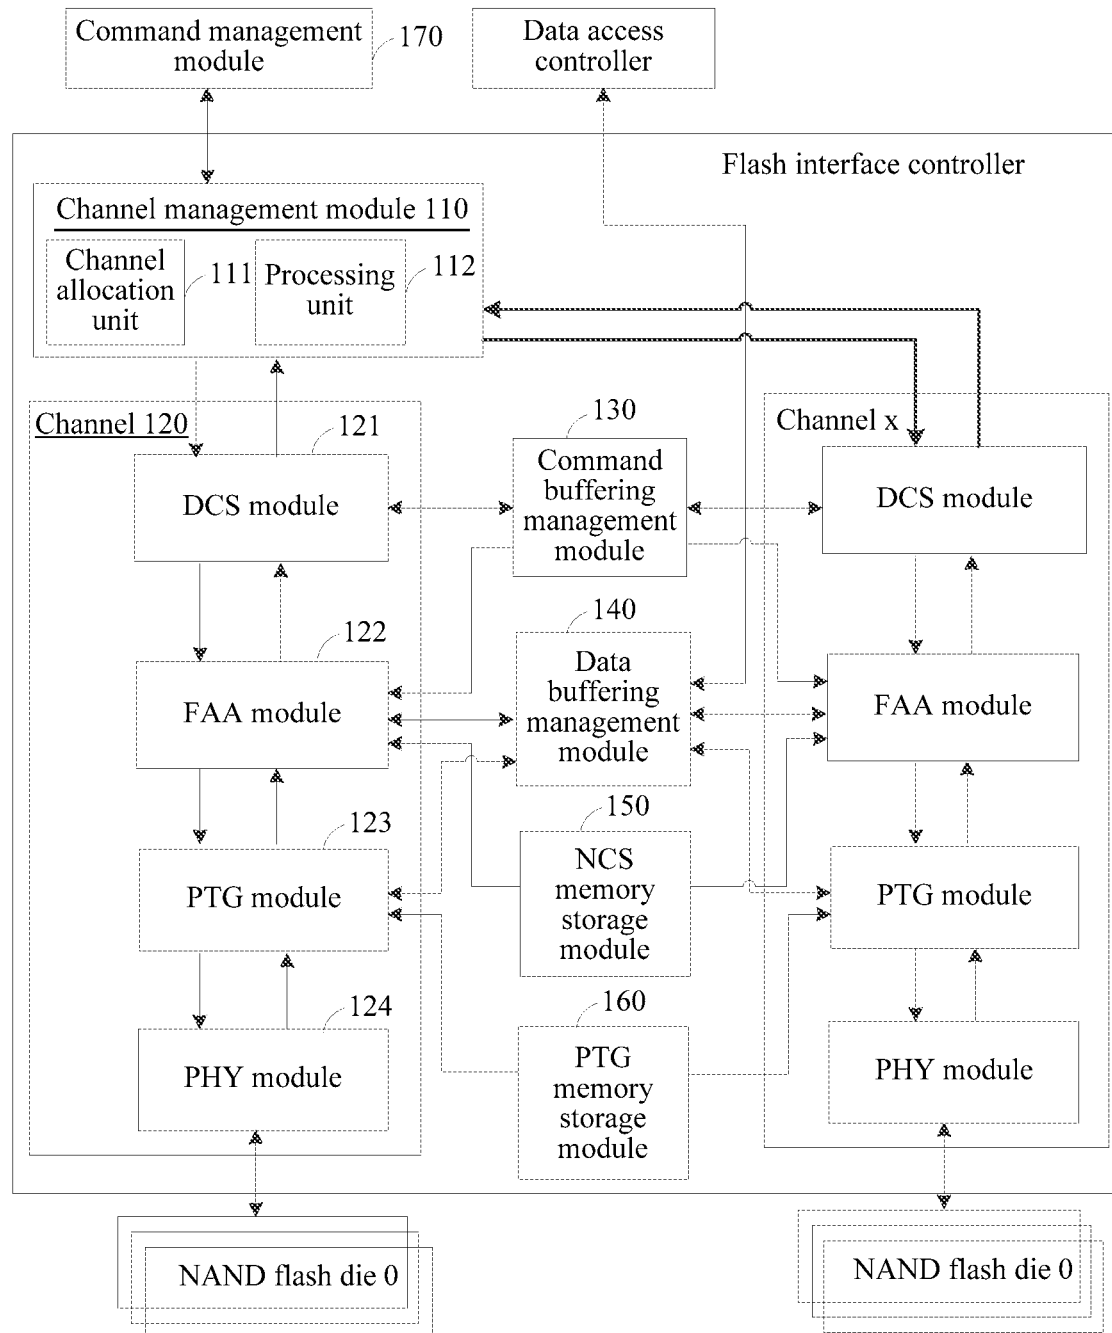 Command management
module
170
Data access
controller
Flash interface controller
Channel management module 110
Channel
allocation
unit
111
Processing
unit
112
Channel 120
121
DCS module
122
FAA module
123
PTG module
124
PHY module
130
Command
buffering
management
module
140
Data
buffering
management
module
150
NCS
memory
storage
module
160
PTG
memory
storage
module
Channel x
DCS module
FAA module
PTG module
PHY module
NAND flash die 0
NAND flash die 0